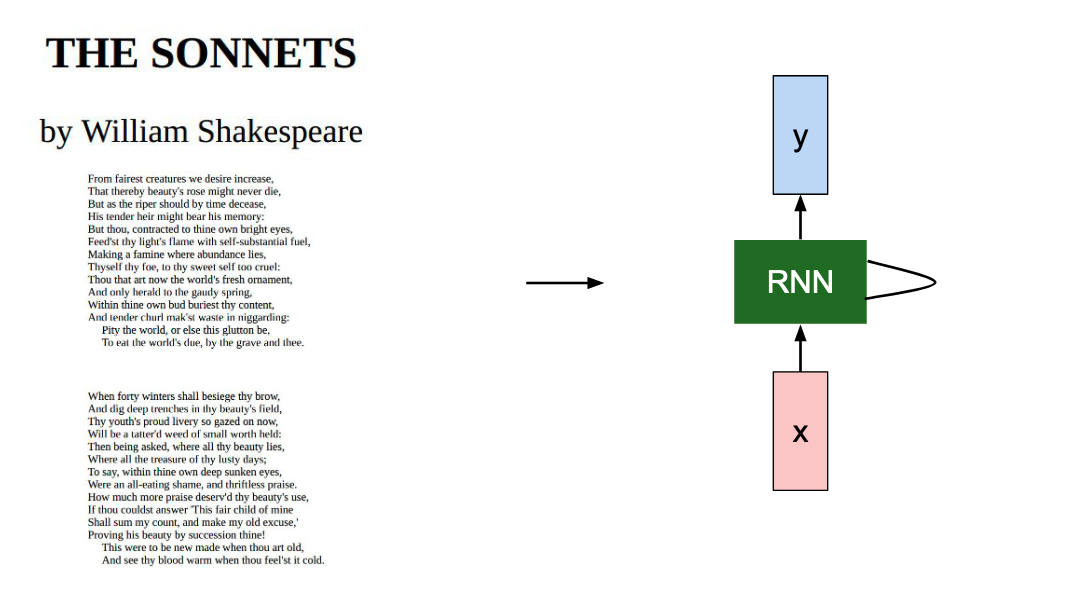 THE SONNETS
by William Shakespeare
From fairest creatures we desire increase,
That thereby beauty's rose might never die,
But as the riper should by time decease,
His tender heir might bear his memory:
But thou, contracted to thine own bright eyes,
Feed'st thy light's flame with self-substantial fuel,
Making a famine where abundance lies,
Thyself thy foe, to thy sweet self too cruel:
Thou that art now the world's fresh ornament,
And only herald to the gaudy spring,
Within thine own bud buriest thy content,
And tender churl mak'st waste in niggarding:
Pity the world, or else this glutton be,
To eat the world's due, by the grave and thee.
When forty winters shall besiege thy brow,
And dig deep trenches in thy beauty's field,
Thy youth's proud livery so gazed on now,
Will be a tatter'd weed of small worth held:
Then being asked, where all thy beauty lies,
Where all the treasure of thy lusty days;
To say, within thine own deep sunken eyes,
Were an all-eating shame, and thriftless praise.
How much more praise deserv'd thy beauty's use,
If thou couldst answer 'This fair child of mine
Shall sum my count, and make my old excuse,'
Proving his beauty by succession thine!
This were to be new made when thou art old,
And see thy blood warm when thou feel'st it cold.
y
RNN
x